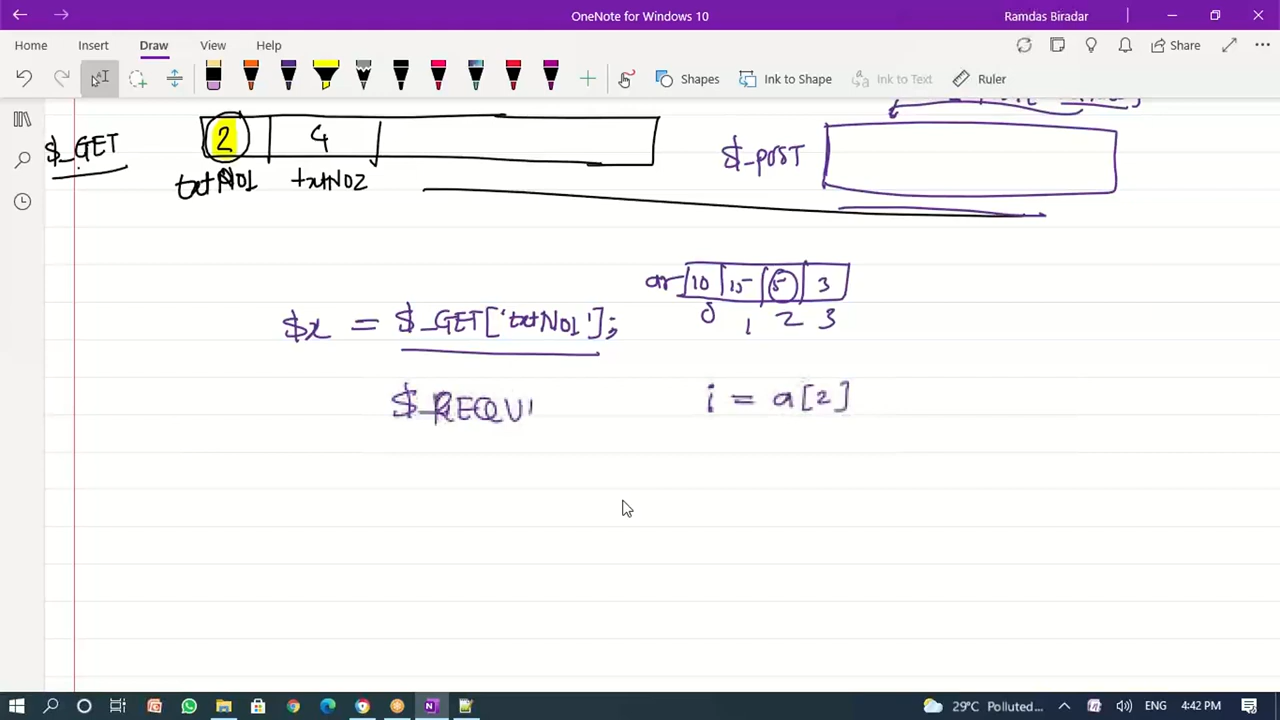 OneNote for Windows 10
Ramdas Biradar
Home Insert Draw View Help
Share
Shapes Ink to Shape Ink to Text Ruler
$_GET 2 4
txtNo1 txtNo2
$_POST
ar 10 15 5 3
0 1 2 3
$x = $_GET['txtNo1'];
$_REQU
i = a[2]
29°C Polluted... ENG 4:42 PM